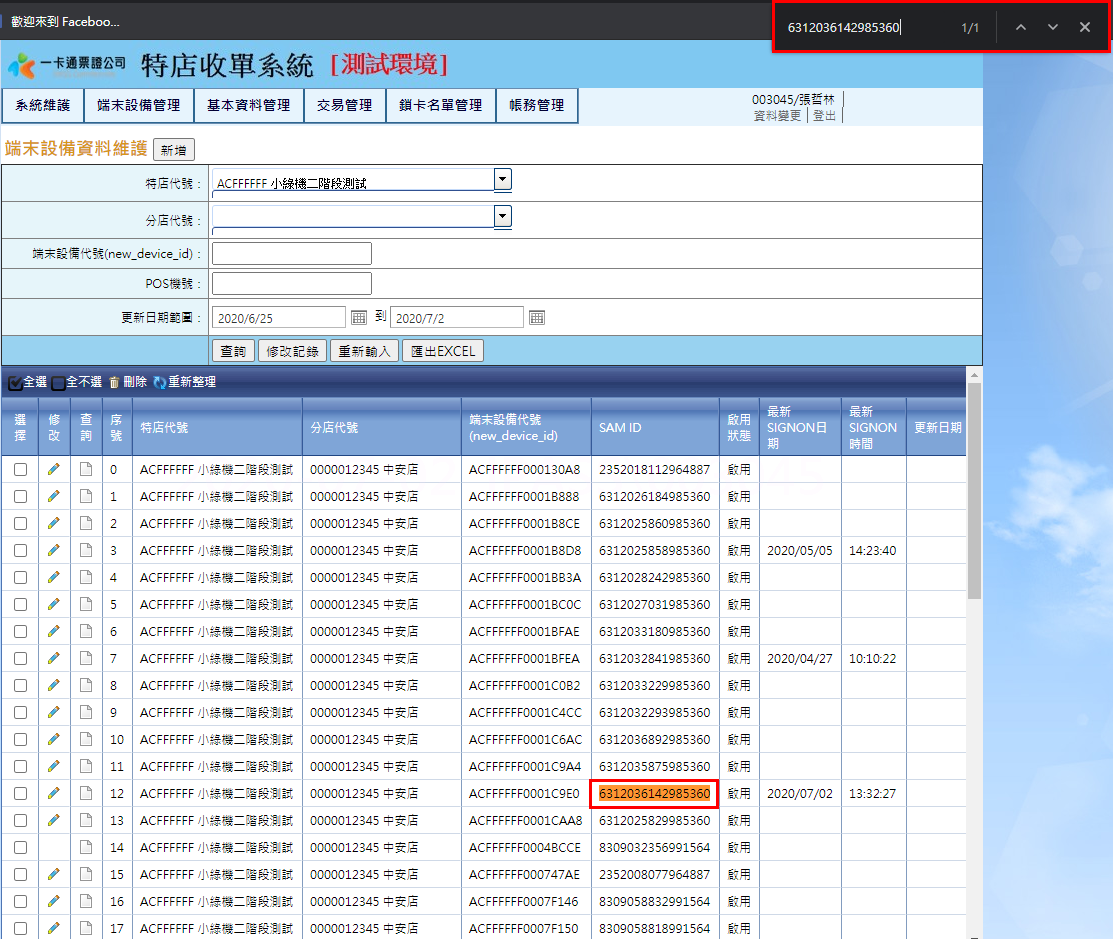 歡迎來到 Faceboo...
6312036142985360 1/1
一卡通票證公司 特店收單系統 [測試環境]
系統維護 端末設備管理 基本資料管理 交易管理 鎖卡名單管理 帳務管理
003045/張哲林
資料變更 登出
端末設備資料維護 新增
特店代號： ACFFFFFF 小綠機二階段測試
分店代號：
端末設備代號(new_device_id)：
POS機號：
更新日期範圍： 2020/6/25 到 2020/7/2
查詢 修改記錄 重新輸入 匯出EXCEL
全選 全不選 刪除 重新整理
選擇 修改 查詢 序號 特店代號 分店代號 端末設備代號(new_device_id) SAM ID 啟用狀態 最新SIGNON日期 最新SIGNON時間 更新日期
0 ACFFFFFF 小綠機二階段測試 0000012345 中安店 ACFFFFFF000130A8 2352018112964887 啟用
1 ACFFFFFF 小綠機二階段測試 0000012345 中安店 ACFFFFFF0001B888 6312026184985360 啟用
2 ACFFFFFF 小綠機二階段測試 0000012345 中安店 ACFFFFFF0001B8CE 6312025860985360 啟用
3 ACFFFFFF 小綠機二階段測試 0000012345 中安店 ACFFFFFF0001B8D8 6312025858985360 啟用 2020/05/05 14:23:40
4 ACFFFFFF 小綠機二階段測試 0000012345 中安店 ACFFFFFF0001BB3A 6312028242985360 啟用
5 ACFFFFFF 小綠機二階段測試 0000012345 中安店 ACFFFFFF0001BC0C 6312027031985360 啟用
6 ACFFFFFF 小綠機二階段測試 0000012345 中安店 ACFFFFFF0001BFAE 6312033180985360 啟用
7 ACFFFFFF 小綠機二階段測試 0000012345 中安店 ACFFFFFF0001BFEA 6312032841985360 啟用 2020/04/27 10:10:22
8 ACFFFFFF 小綠機二階段測試 0000012345 中安店 ACFFFFFF0001C0B2 6312033229985360 啟用
9 ACFFFFFF 小綠機二階段測試 0000012345 中安店 ACFFFFFF0001C4CC 6312032293985360 啟用
10 ACFFFFFF 小綠機二階段測試 0000012345 中安店 ACFFFFFF0001C6AC 6312036892985360 啟用
11 ACFFFFFF 小綠機二階段測試 0000012345 中安店 ACFFFFFF0001C9A4 6312035875985360 啟用
12 ACFFFFFF 小綠機二階段測試 0000012345 中安店 ACFFFFFF0001C9E0 6312036142985360 啟用 2020/07/02 13:32:27
13 ACFFFFFF 小綠機二階段測試 0000012345 中安店 ACFFFFFF0001CAA8 6312025829985360 啟用
14 ACFFFFFF 小綠機二階段測試 0000012345 中安店 ACFFFFFF0004BCCE 8309032356991564 啟用
15 ACFFFFFF 小綠機二階段測試 0000012345 中安店 ACFFFFFF000747AE 2352008077964887 啟用
16 ACFFFFFF 小綠機二階段測試 0000012345 中安店 ACFFFFFF0007F146 8309058832991564 啟用
17 ACFFFFFF 小綠機二階段測試 0000012345 中安店 ACFFFFFF0007F150 8309058818991564 啟用